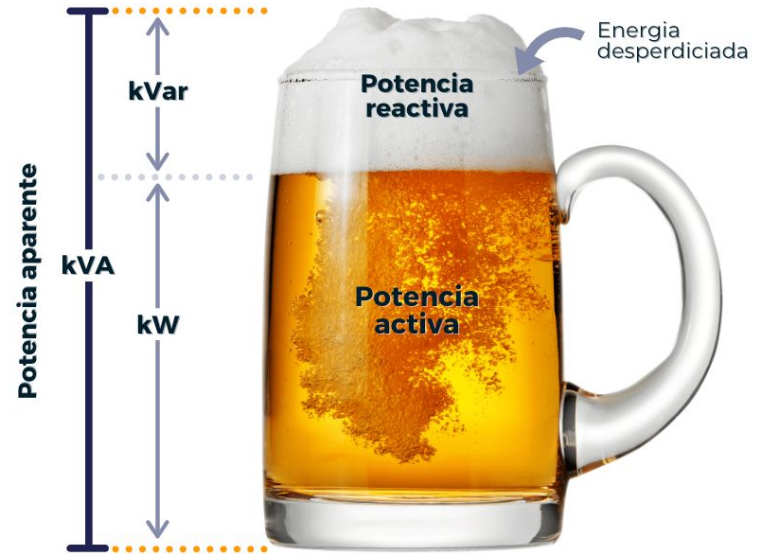 Energia
desperdiciada
kVar
Potencia
reactiva
Potencia aparente
kVA
kW
Potencia
activa